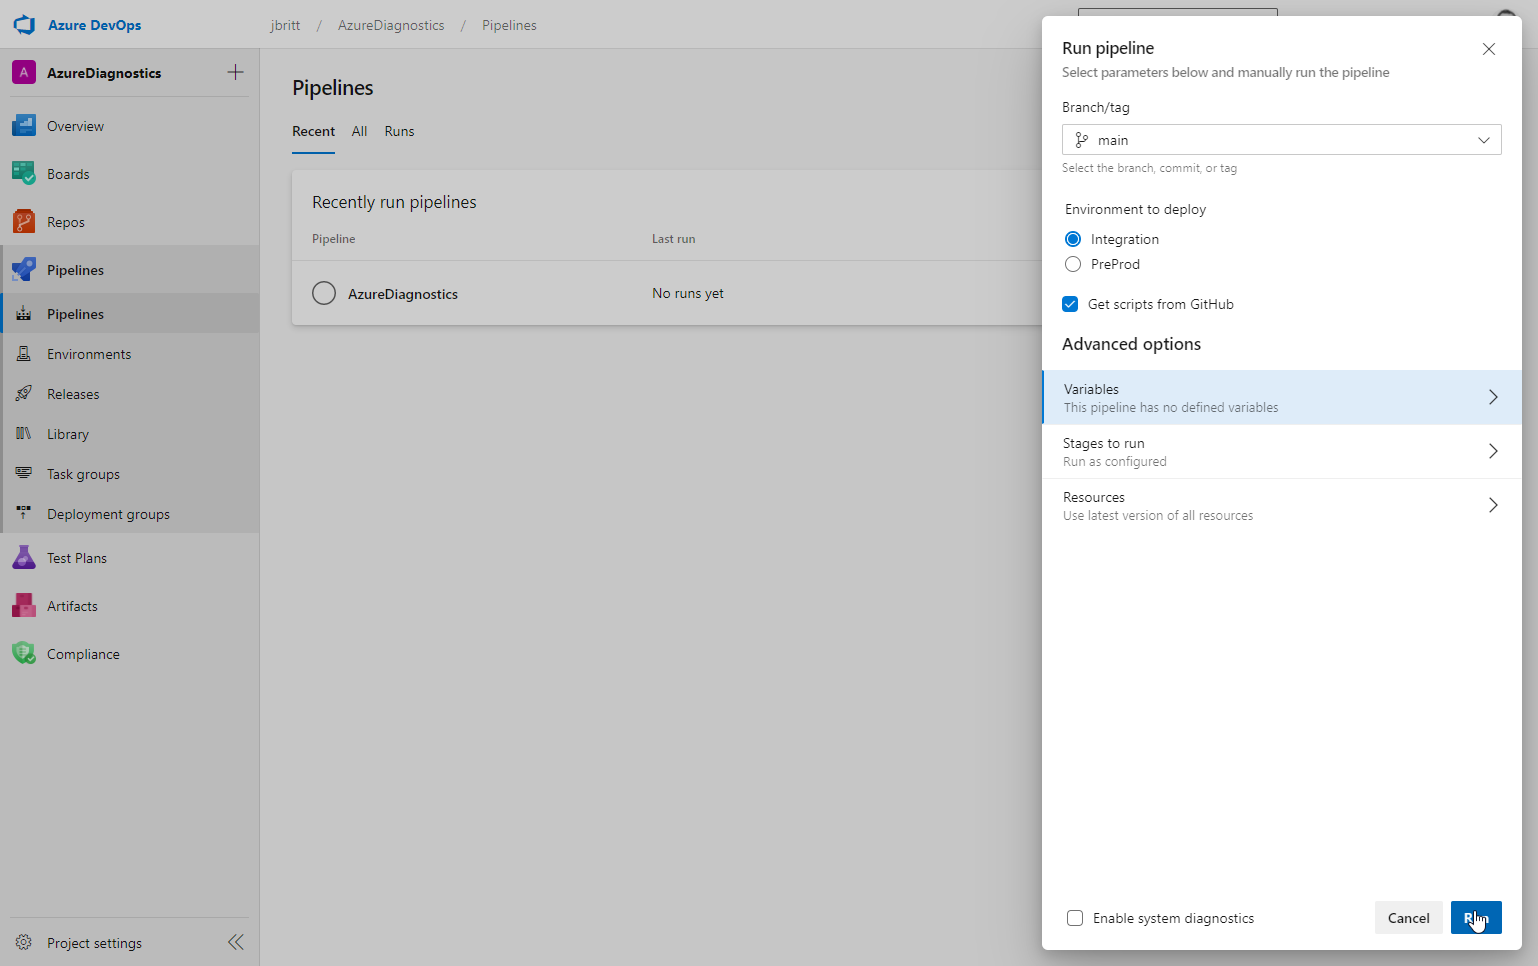 Azure DevOps
jbritt / AzureDiagnostics / Pipelines
A AzureDiagnostics
Overview
Boards
Repos
Pipelines
Pipelines
Environments
Releases
Library
Task groups
Deployment groups
Test Plans
Artifacts
Compliance
Project settings
Pipelines
Recent All Runs
Recently run pipelines
Pipeline Last run
AzureDiagnostics No runs yet
Run pipeline
Select parameters below and manually run the pipeline
Branch/tag
main
Select the branch, commit, or tag
Environment to deploy
Integration
PreProd
Get scripts from GitHub
Advanced options
Variables
This pipeline has no defined variables
Stages to run
Run as configured
Resources
Use latest version of all resources
Enable system diagnostics Cancel